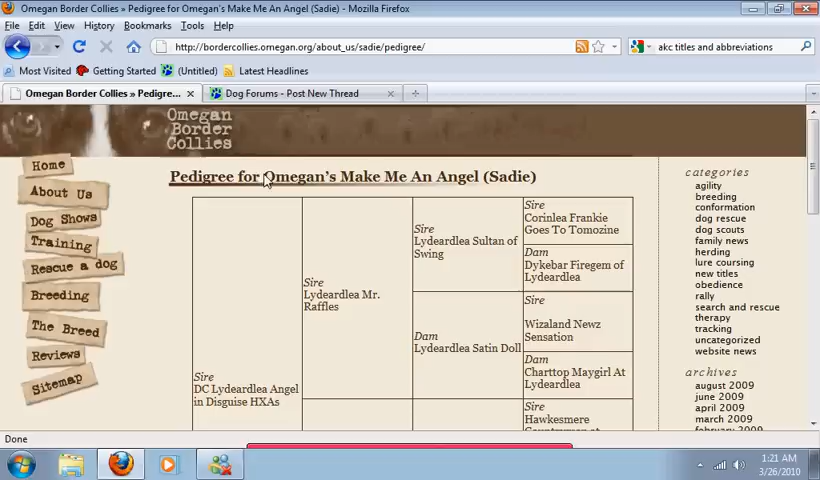 Omegan Border Collies » Pedigree for Omegan's Make Me An Angel (Sadie) - Mozilla Firefox
File Edit View History Bookmarks Tools Help
http://bordercollies.omegan.org/about_us/sadie/pedigree/
akc titles and abbreviations
Most Visited Getting Started (Untitled) Latest Headlines
Omegan Border Collies » Pedigre... Dog Forums - Post New Thread
Omegan
Border
Collies
Home
About Us
Dog Shows
Training
Rescue a dog
Breeding
The Breed
Reviews
Sitemap
Pedigree for Omegan's Make Me An Angel (Sadie)
Sire
DC Lydeardlea Angel
in Disguise HXAs
Sire
Lydeardlea Mr.
Raffles
Sire
Lydeardlea Sultan of
Swing
Dam
Lydeardlea Satin Doll
Sire
Corinlea Frankie
Goes To Tomozine
Dam
Dykebar Firegem of
Lydeardlea
Sire
Wizaland Newz
Sensation
Dam
Charttop Maygirl At
Lydeardlea
Sire
Hawkesmere
categories
agility
breeding
conformation
dog rescue
dog scouts
family news
herding
lure coursing
new titles
obedience
rally
search and rescue
therapy
tracking
uncategorized
website news
archives
august 2009
june 2009
april 2009
march 2009
february 2009
Done
1:21 AM
3/26/2010